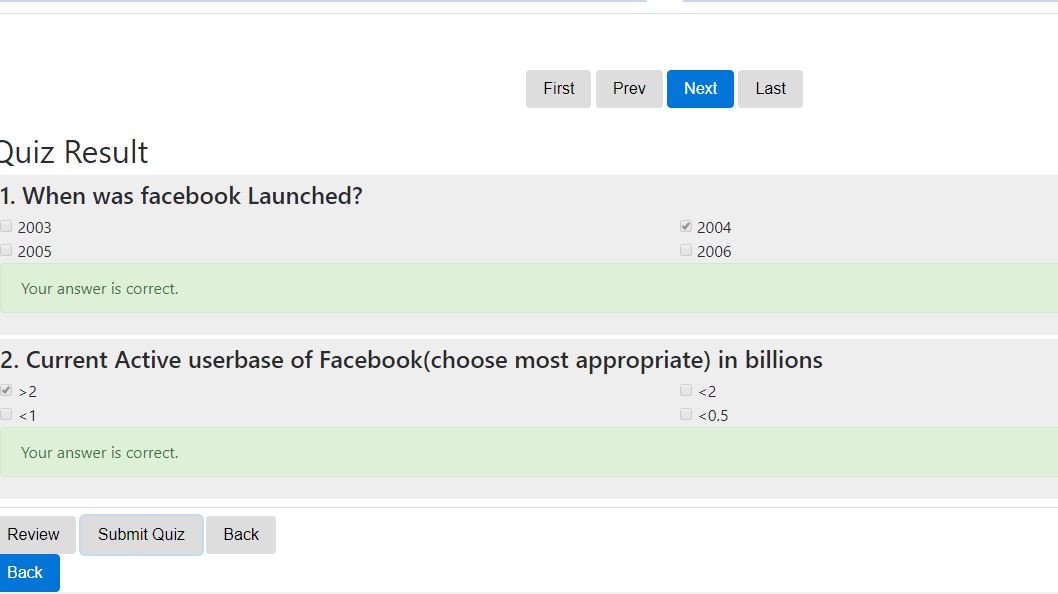 First Prev Next Last
Quiz Result
1. When was facebook Launched?
2003 2004
2005 2006
Your answer is correct.
2. Current Active userbase of Facebook(choose most appropriate) in billions
>2 <2
<1 <0.5
Your answer is correct.
Review Submit Quiz Back
Back